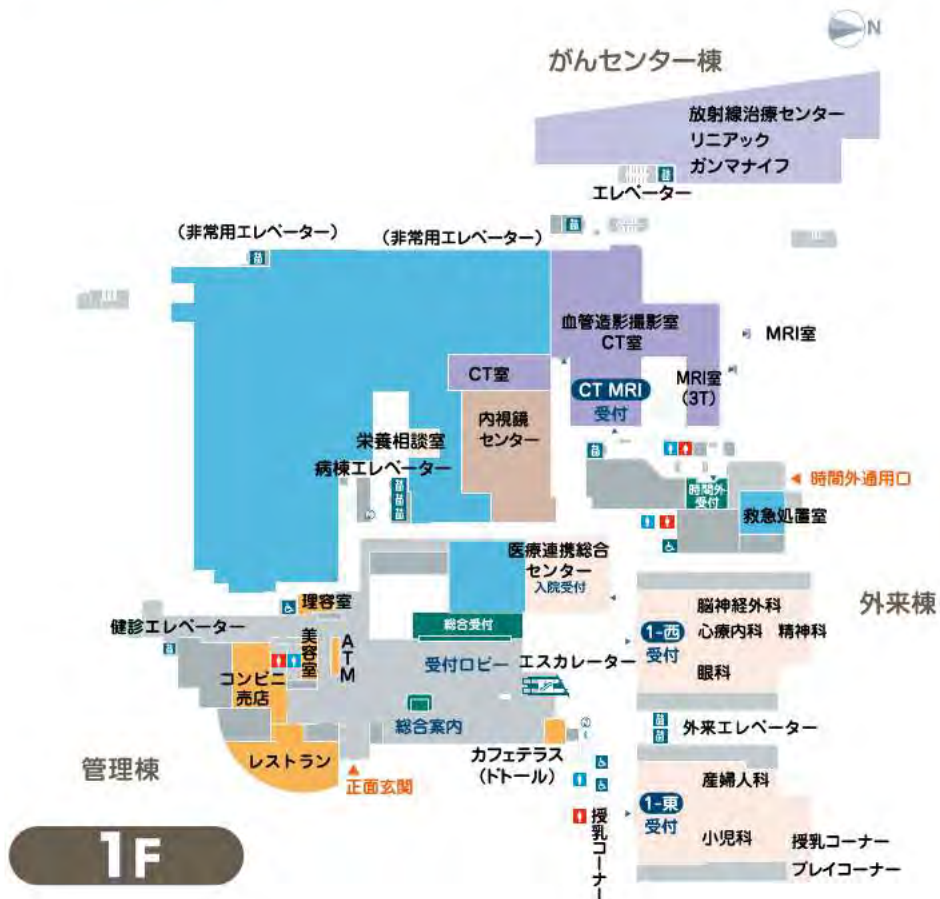 N
がんセンター棟
放射線治療センター
リニアック
ガンマナイフ
エレベーター
（非常用エレベーター）
（非常用エレベーター）
血管造影撮影室
CT室
MRI室
CT室
CT MRI
受付
MRI室
（3T）
内視鏡
センター
栄養相談室
病棟エレベーター
時間外
受付
時間外通用口
救急処置室
医療連携総合
センター
入院受付
外来棟
理容室
健診エレベーター
美容室
ATM
総合受付
受付ロビー
エスカレーター
脳神経外科
1-西
受付
心療内科 精神科
眼科
コンビニ
売店
総合案内
外来エレベーター
管理棟
レストラン
正面玄関
カフェテラス
（ドトール）
産婦人科
1-東
受付
小児科
授乳コーナー
授乳コーナー
プレイコーナー
1F